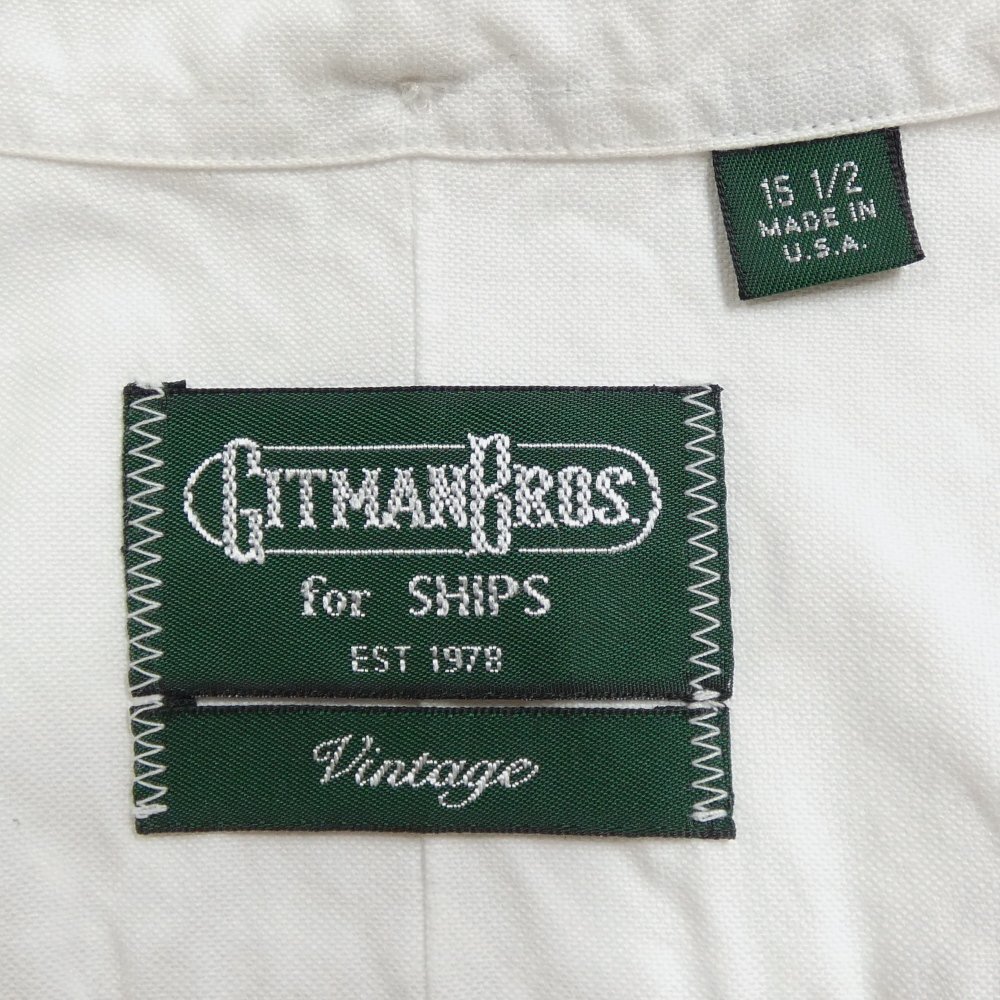 15 1/2
MADE IN
U.S.A.
GITMAN BROS.
for SHIPS
EST 1978
Vintage